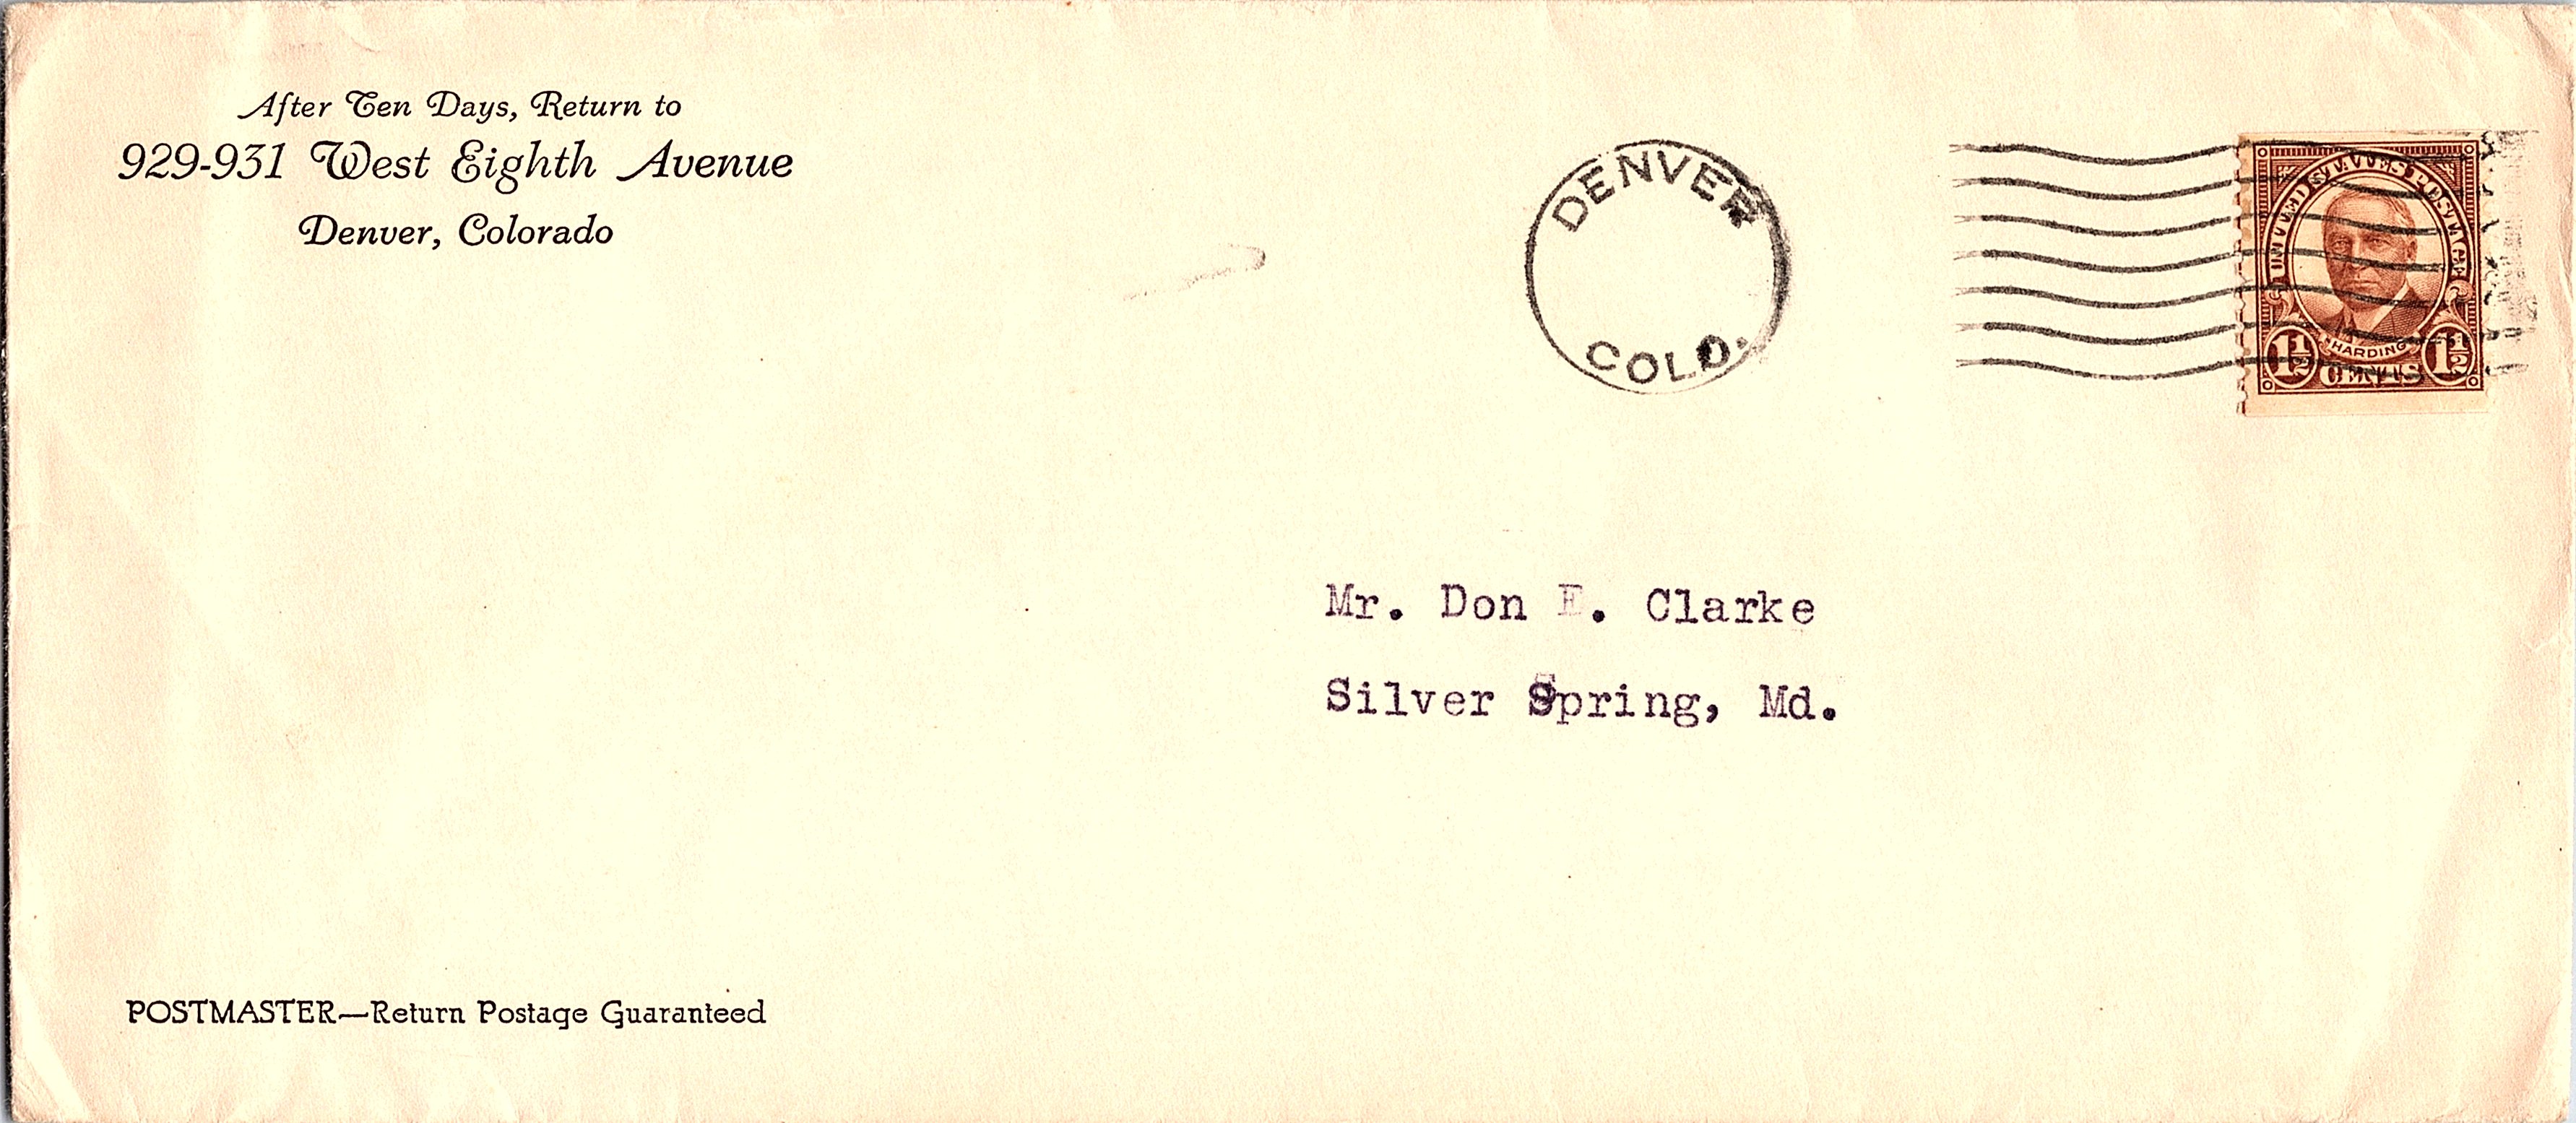 After Ten Days, Return to
929-931 West Eighth Avenue
Denver, Colorado
DENVER
COLO.
UNITED STATES POSTAGE
HARDING
1½ CENTS 1½
Mr. Don E. Clarke
Silver Spring, Md.
POSTMASTER—Return Postage Guaranteed